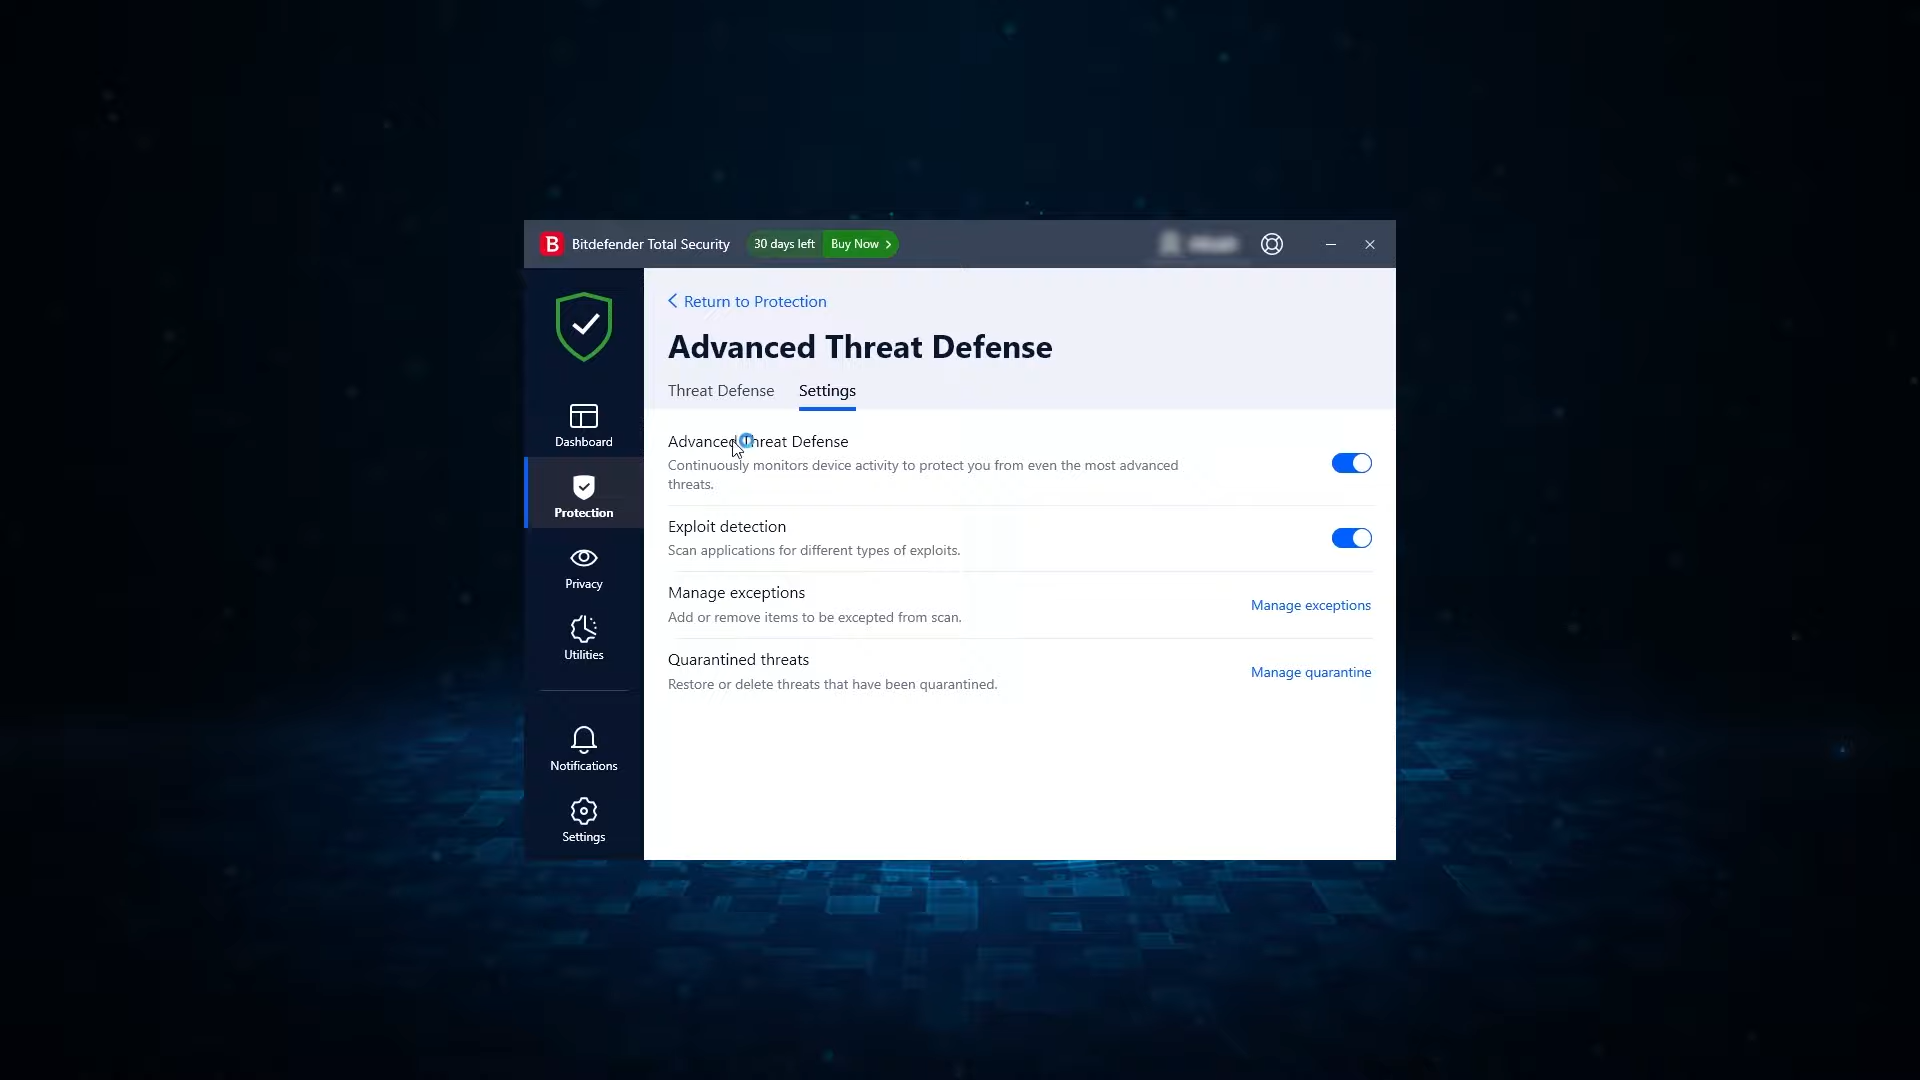 B Bitdefender Total Security 30 days left Buy Now
Return to Protection
Advanced Threat Defense
Threat Defense Settings
Advanced Threat Defense
Continuously monitors device activity to protect you from even the most advanced
threats.
Exploit detection
Scan applications for different types of exploits.
Manage exceptions
Add or remove items to be excepted from scan.
Manage exceptions
Quarantined threats
Restore or delete threats that have been quarantined.
Manage quarantine
Dashboard
Protection
Privacy
Utilities
Notifications
Settings